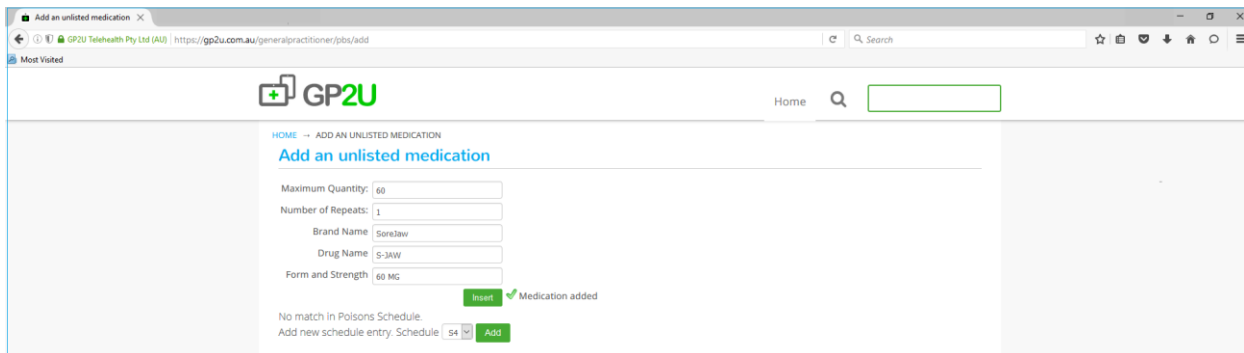 Add an unlisted medication
GP2U Telehealth Pty Ltd (AU) https://gp2u.com.au/generalpractitioner/pbs/add Search
Most Visited
GP2U
Home
HOME → ADD AN UNLISTED MEDICATION
Add an unlisted medication
Maximum Quantity: 60
Number of Repeats: 1
Brand Name SoreJaw
Drug Name S-JAW
Form and Strength 60 MG
Insert Medication added
No match in Poisons Schedule.
Add new schedule entry. Schedule S4 Add